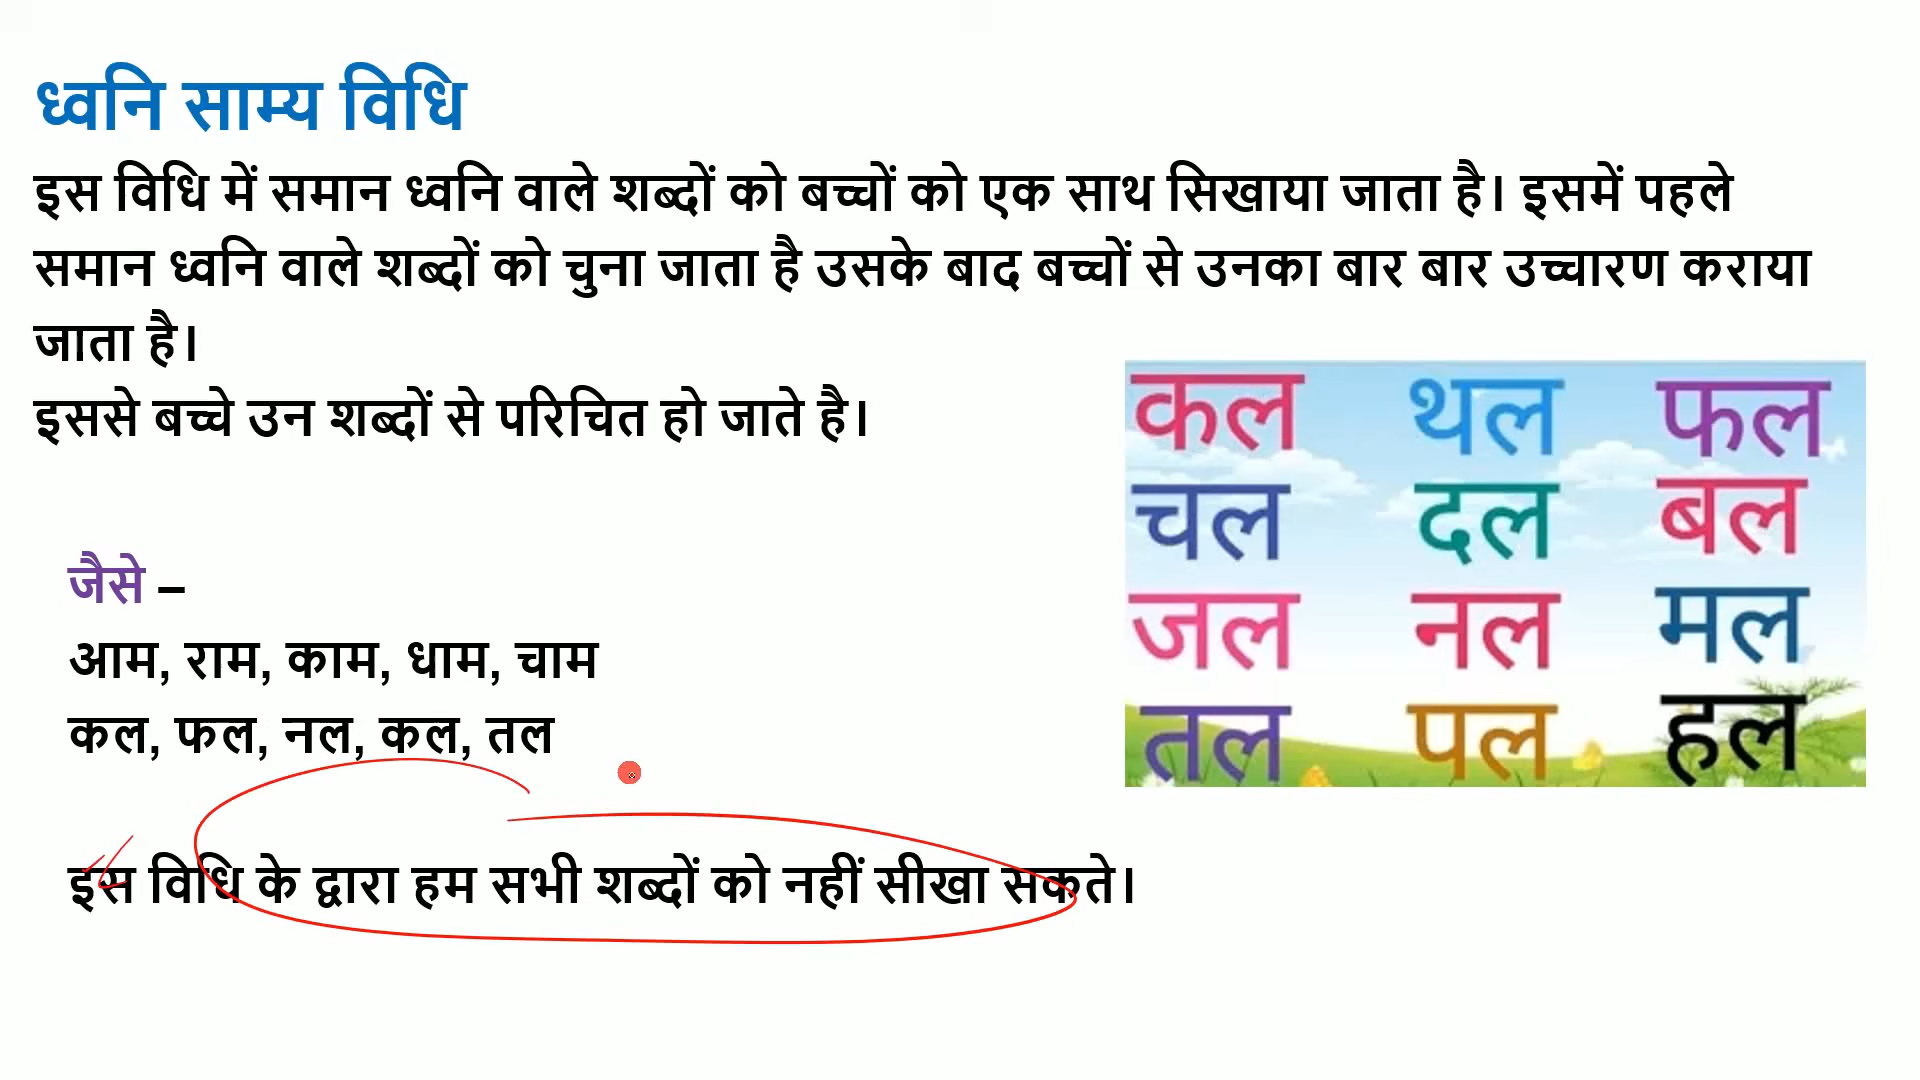 ध्वनि साम्य विधि
इस विधि में समान ध्वनि वाले शब्दों को बच्चों को एक साथ सिखाया जाता है। इसमें पहले
समान ध्वनि वाले शब्दों को चुना जाता है उसके बाद बच्चों से उनका बार बार उच्चारण कराया
जाता है।
इससे बच्चे उन शब्दों से परिचित हो जाते है।
जैसे –
आम, राम, काम, धाम, चाम
कल, फल, नल, कल, तल
इस विधि के द्वारा हम सभी शब्दों को नहीं सीखा सकते।
कल थल फल
चल दल बल
जल नल मल
तल पल हल